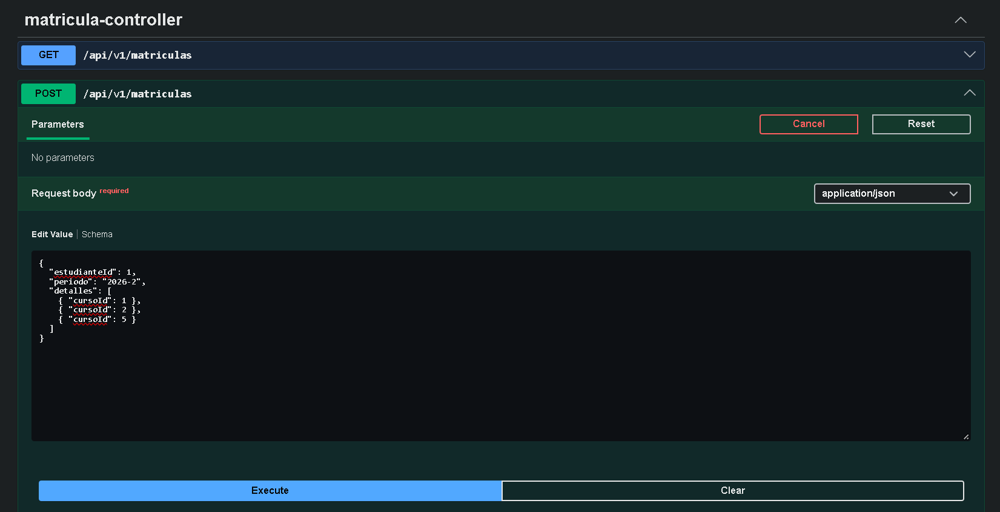 matricula-controller
GET /api/v1/matriculas
POST /api/v1/matriculas
Parameters
Cancel
Reset
No parameters
Request body required
application/json
Edit Value | Schema
{
  "estudianteId": 1,
  "periodo": "2026-2",
  "detalles": [
    { "cursoId": 1 },
    { "cursoId": 2 },
    { "cursoId": 5 }
  ]
}
Execute
Clear